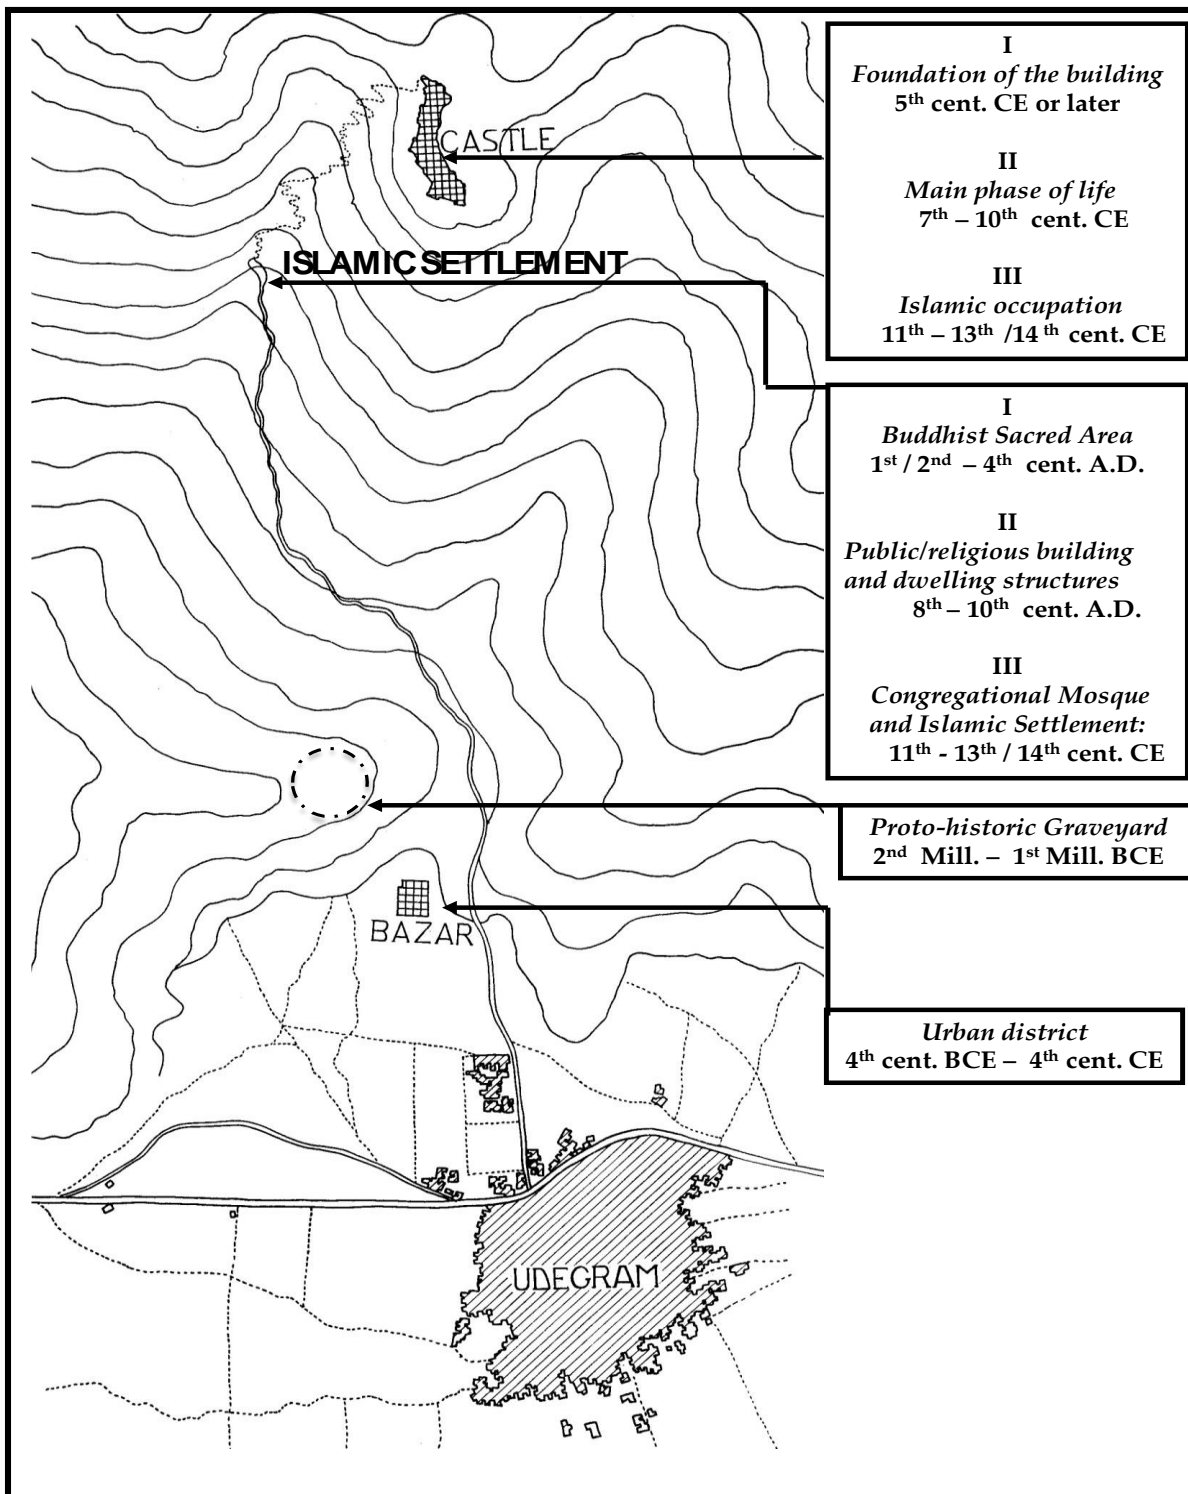 I
Foundation of the building
5th cent. CE or later
II
Main phase of life
7th – 10th cent. CE
III
Islamic occupation
11th – 13th /14 th cent. CE
CASTLE
ISLAMIC SETTLEMENT
I
Buddhist Sacred Area
1st / 2nd – 4th cent. A.D.
II
Public/religious building
and dwelling structures
8th – 10th cent. A.D.
III
Congregational Mosque
and Islamic Settlement:
11th - 13th / 14th cent. CE
Proto-historic Graveyard
2nd Mill. – 1st Mill. BCE
BAZAR
Urban district
4th cent. BCE – 4th cent. CE
UDEGRAM